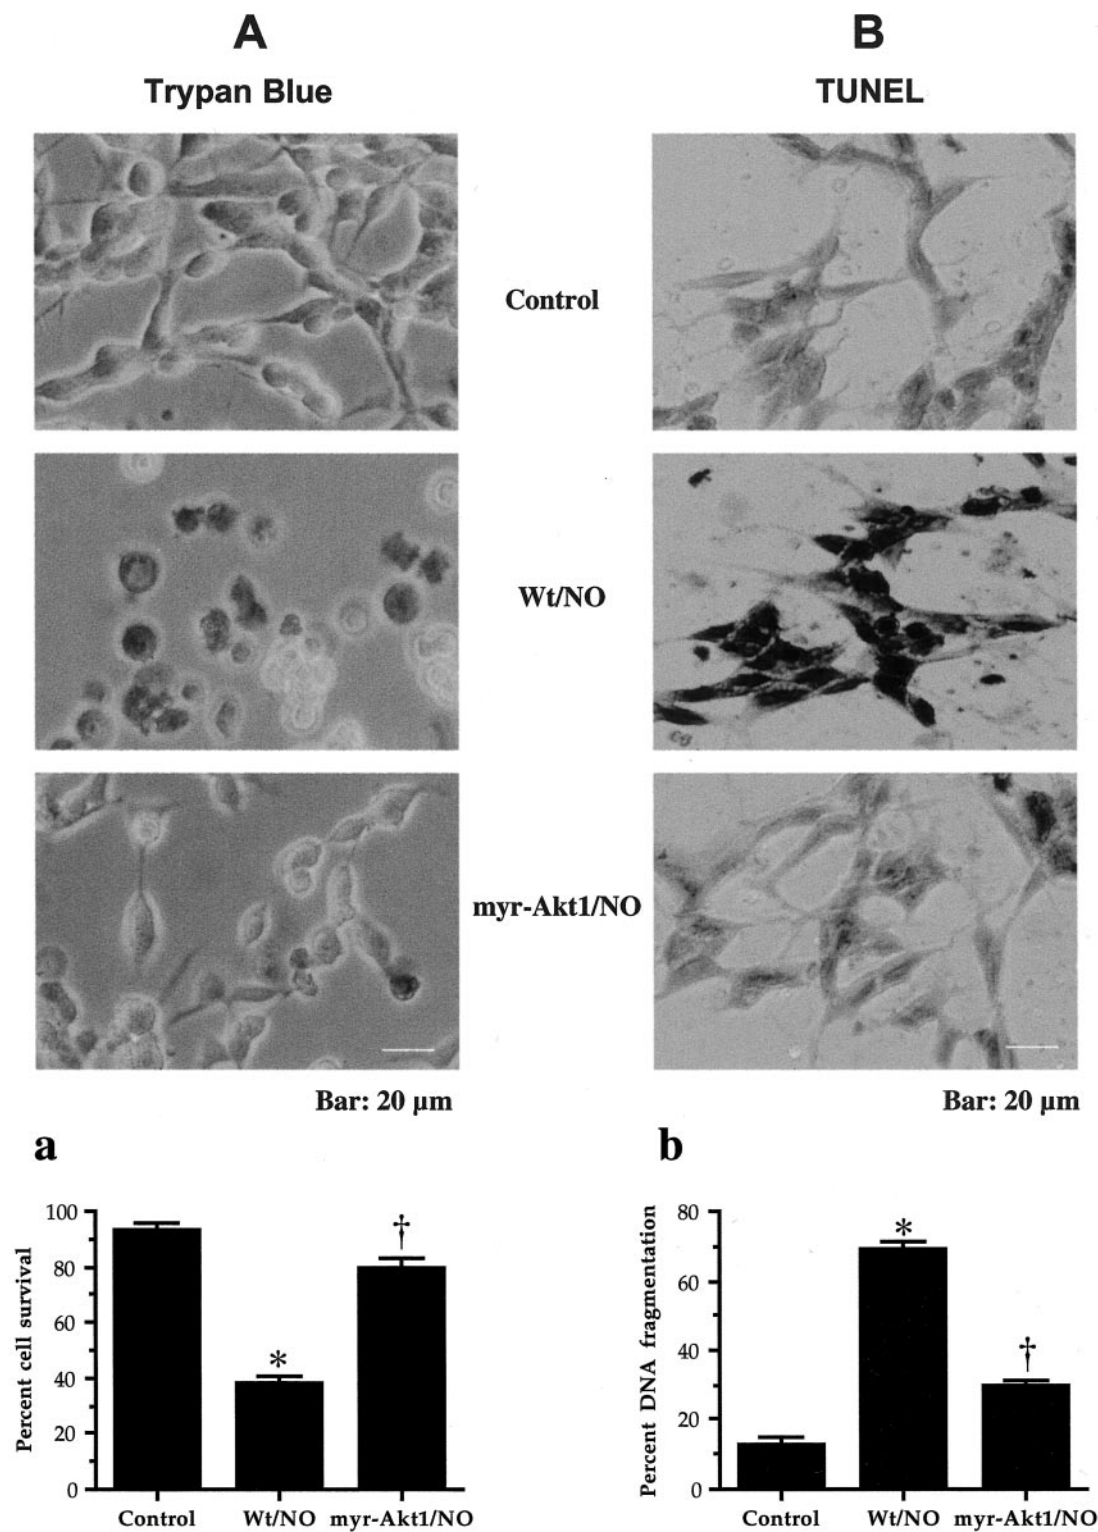 A
B
Trypan Blue
TUNEL
Control
Wt/NO
myr-Akt1/NO
Bar: 20 µm
Bar: 20 µm
a
b
Percent cell survival
100
80
60
40
20
0
*
†
Control
Wt/NO
myr-Akt1/NO
Percent DNA fragmentation
80
60
40
20
0
*
†
Control
Wt/NO
myr-Akt1/NO